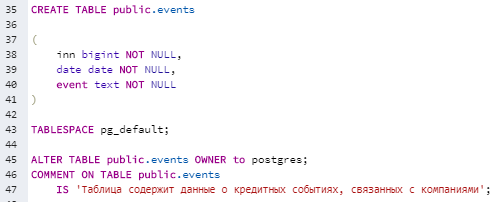 35 CREATE TABLE public.events
36
37 (
38     inn bigint NOT NULL,
39     date date NOT NULL,
40     event text NOT NULL
41 )
42
43 TABLESPACE pg_default;
44
45 ALTER TABLE public.events OWNER to postgres;
46 COMMENT ON TABLE public.events
47     IS 'Таблица содержит данные о кредитных событиях, связанных с компаниями';